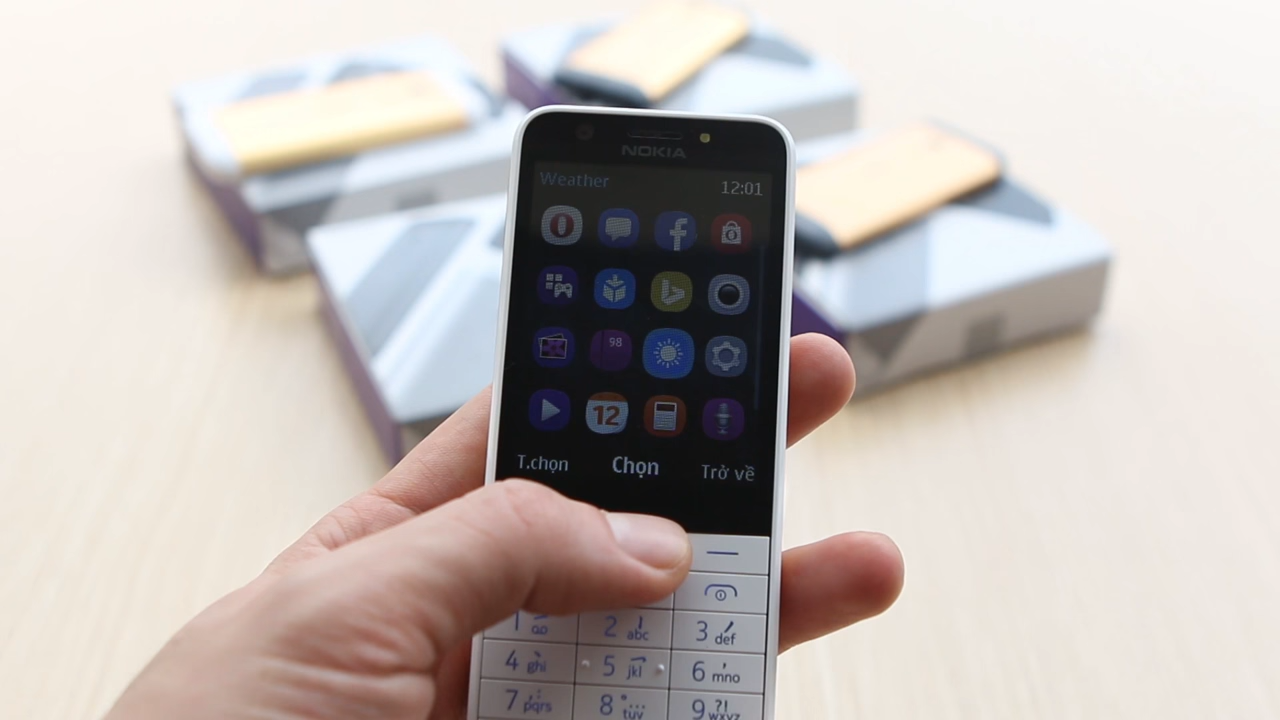 NOKIA
Weather 12:01
98
12
T.chọn Chọn Trở về
1 2 abc 3 def
4 ghi 5 jkl 6 mno
7 pqrs 8 tuv 9 wxyz